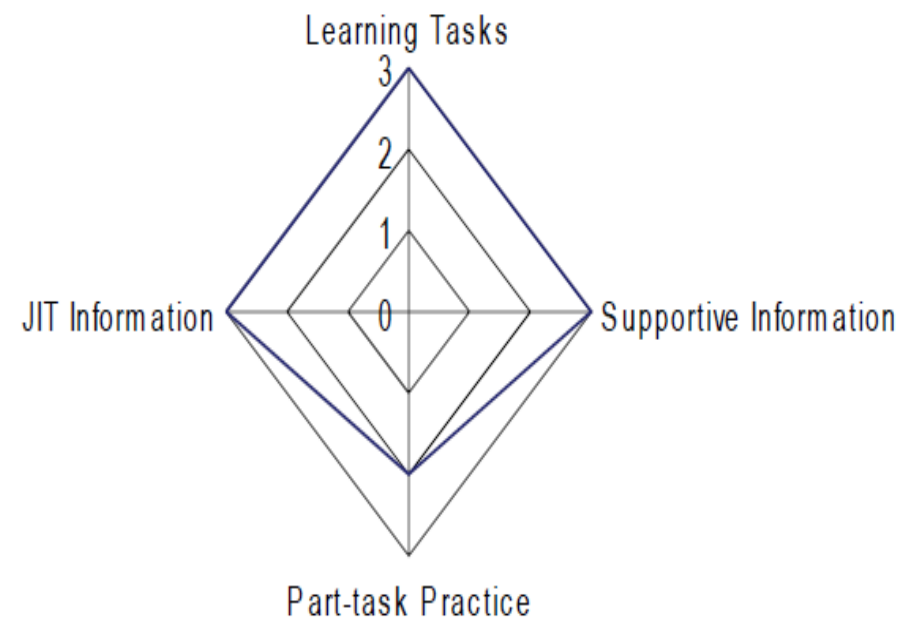 Learning Tasks
3
2
1
JIT Information 0 Supportive Information
Part-task Practice